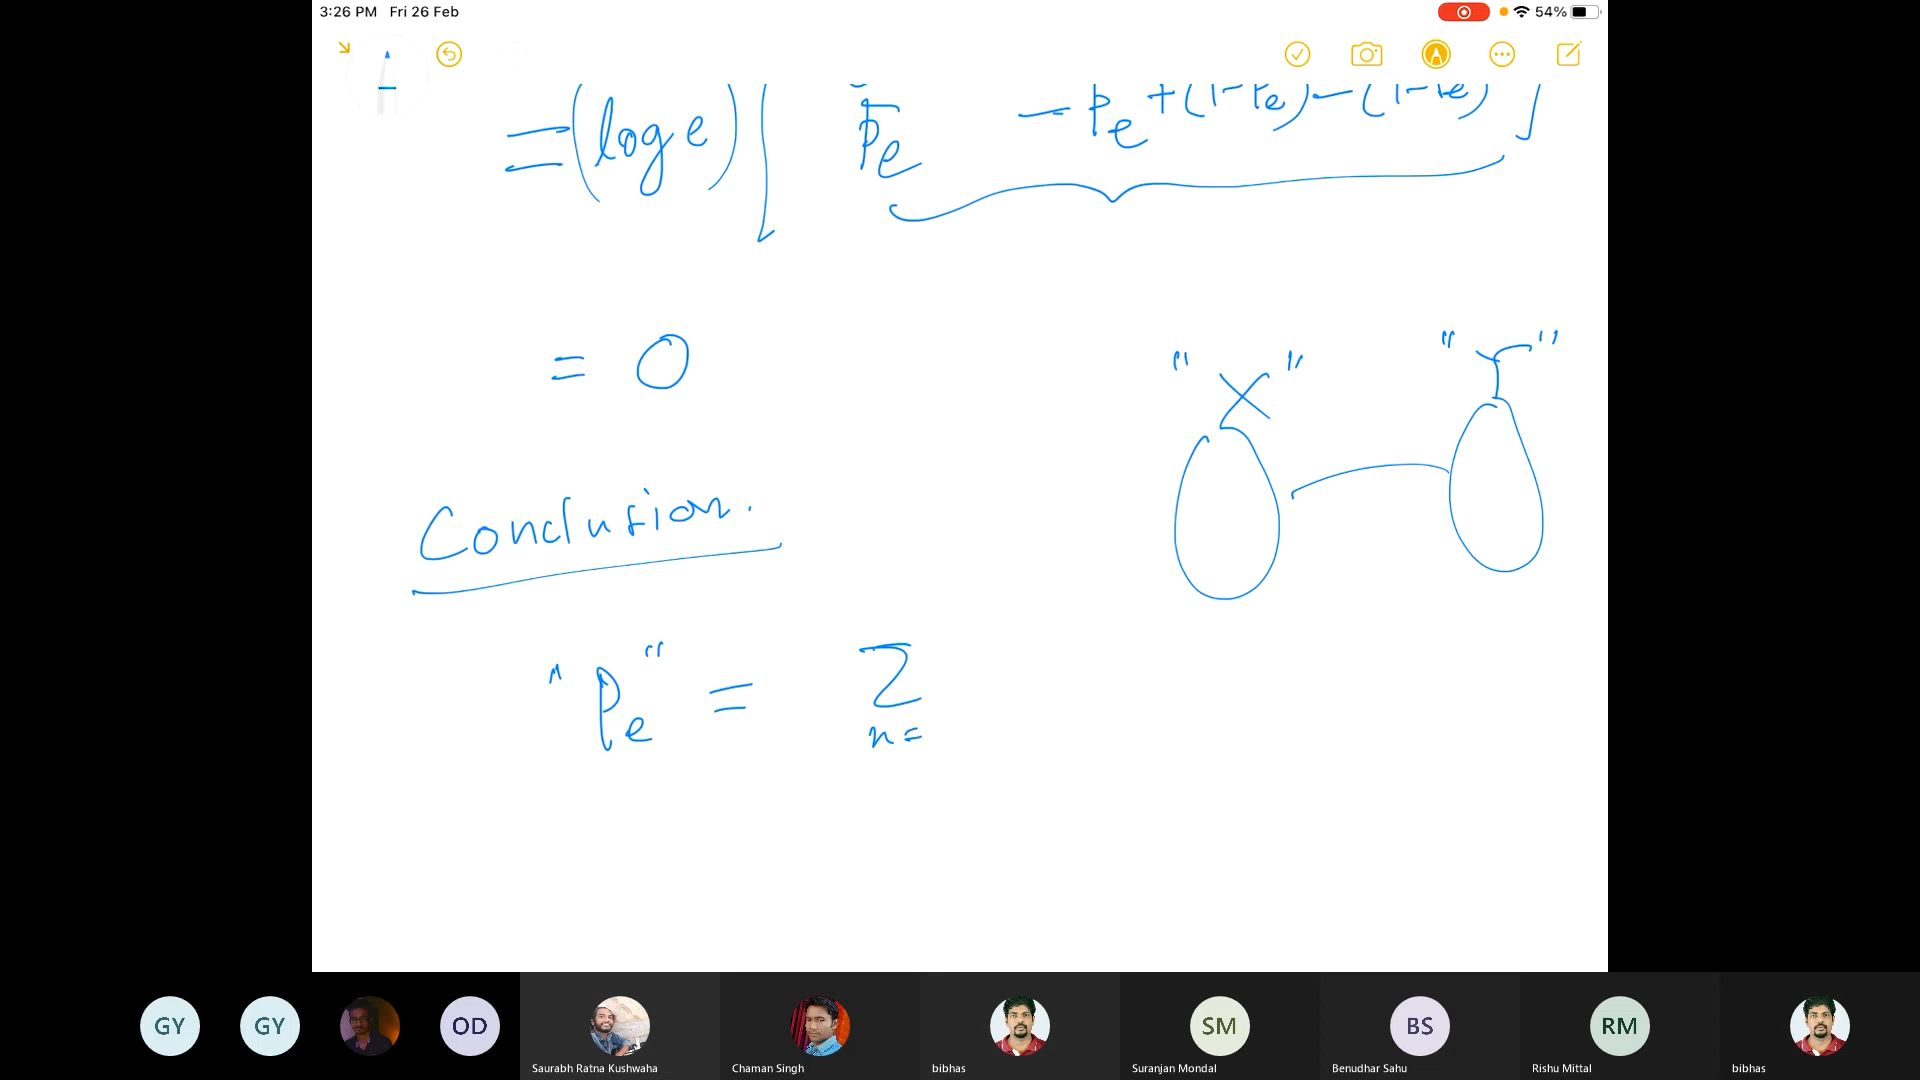 3:26 PM Fri 26 Feb 54%
= (log e) [ Pe - Pe + (1-Pe) - (1-Pe) ]
= 0
"X" "Y"
Conclusion.
"Pe" = Σ
n =
GY GY OD SM BS RM
Saurabh Ratna Kushwaha Chaman Singh bibhas Suranjan Mondal Benudhar Sahu Rishu Mittal bibhas